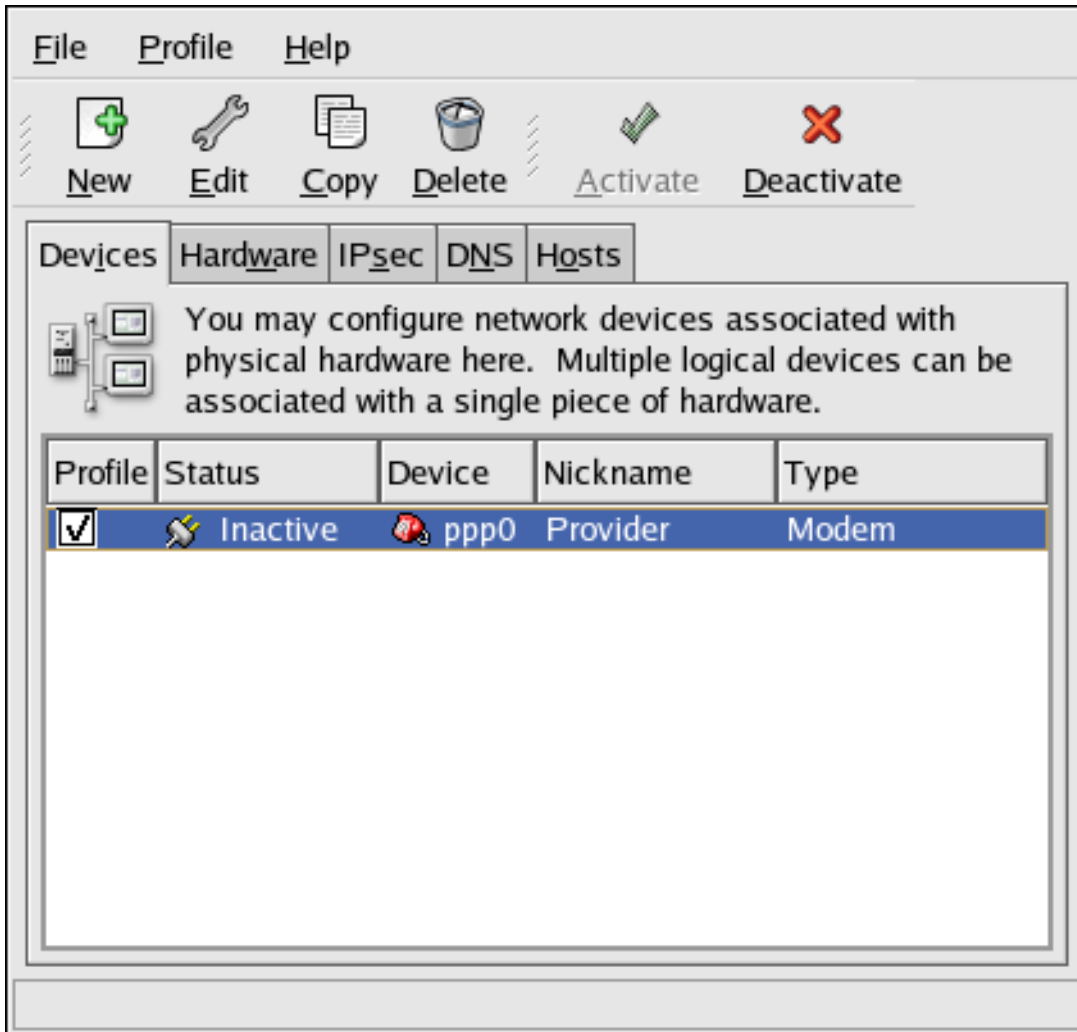 File Profile Help
New Edit Copy Delete Activate Deactivate
Devices Hardware IPsec DNS Hosts
You may configure network devices associated with
physical hardware here.  Multiple logical devices can be
associated with a single piece of hardware.
Profile Status Device Nickname Type
Inactive ppp0 Provider Modem